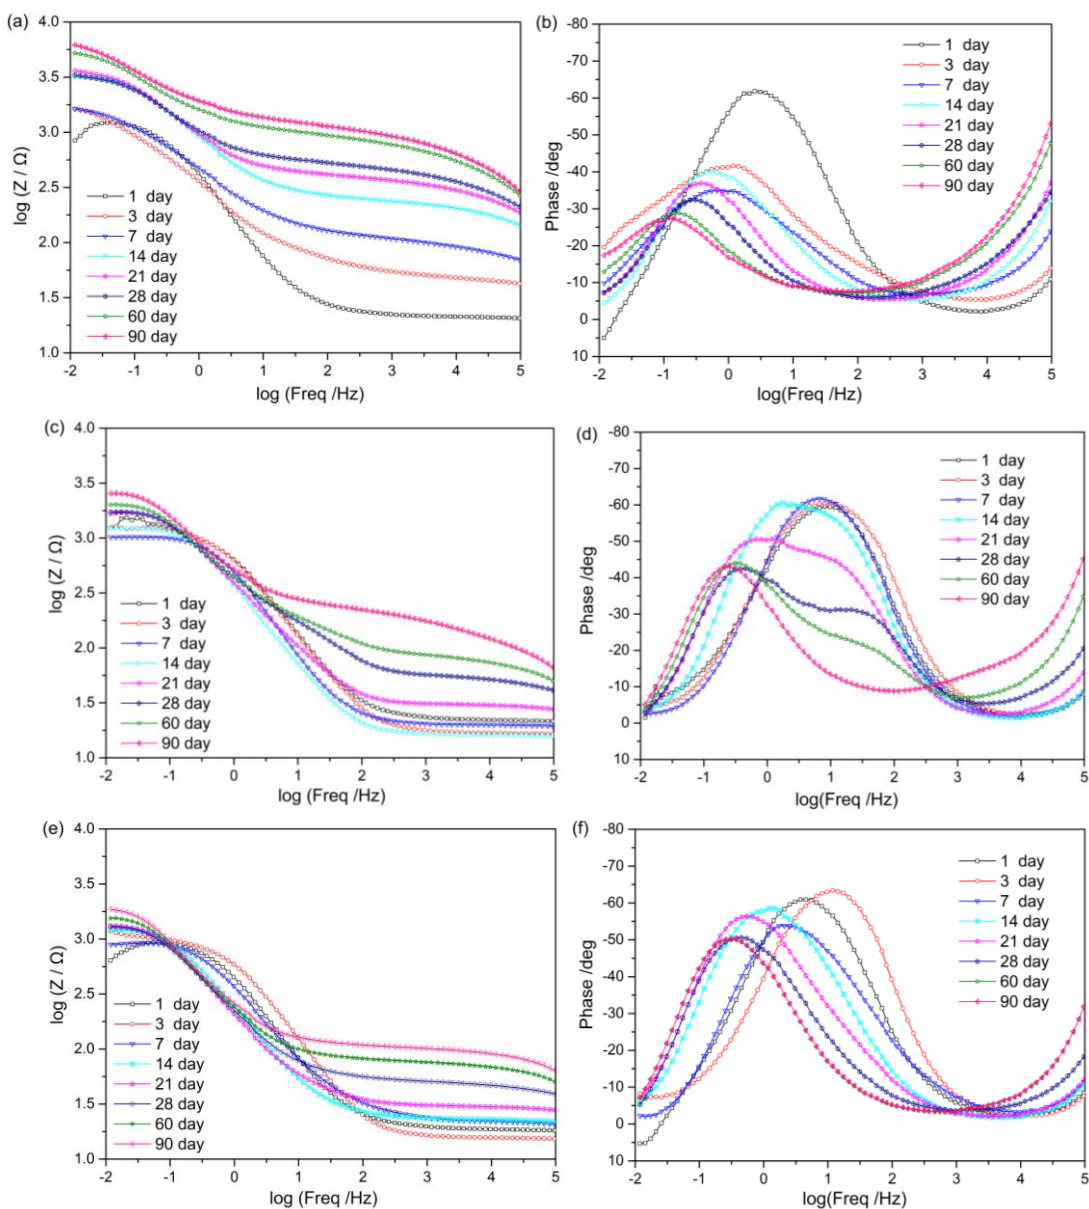 (a)
4.0
3.5
3.0
2.5
2.0
1.5
1.0
log (Z / Ω)
1 day
3 day
7 day
14 day
21 day
28 day
60 day
90 day
-2 -1 0 1 2 3 4 5
log (Freq /Hz)
(b)
-80
-70
-60
-50
-40
-30
-20
-10
0
10
Phase /deg
1 day
3 day
7 day
14 day
21 day
28 day
60 day
90 day
-2 -1 0 1 2 3 4 5
log(Freq /Hz)
(c)
4.0
3.5
3.0
2.5
2.0
1.5
1.0
log (Z / Ω)
1 day
3 day
7 day
14 day
21 day
28 day
60 day
90 day
-2 -1 0 1 2 3 4 5
log (Freq /Hz)
(d)
-80
-70
-60
-50
-40
-30
-20
-10
0
10
Phase /deg
1 day
3 day
7 day
14 day
21 day
28 day
60 day
90 day
-2 -1 0 1 2 3 4 5
log(Freq /Hz)
(e)
4.0
3.5
3.0
2.5
2.0
1.5
1.0
log (Z / Ω)
1 day
3 day
7 day
14 day
21 day
28 day
60 day
90 day
-2 -1 0 1 2 3 4 5
log (Freq /Hz)
(f)
-80
-70
-60
-50
-40
-30
-20
-10
0
10
Phase /deg
1 day
3 day
7 day
14 day
21 day
28 day
60 day
90 day
-2 -1 0 1 2 3 4 5
log(Freq /Hz)